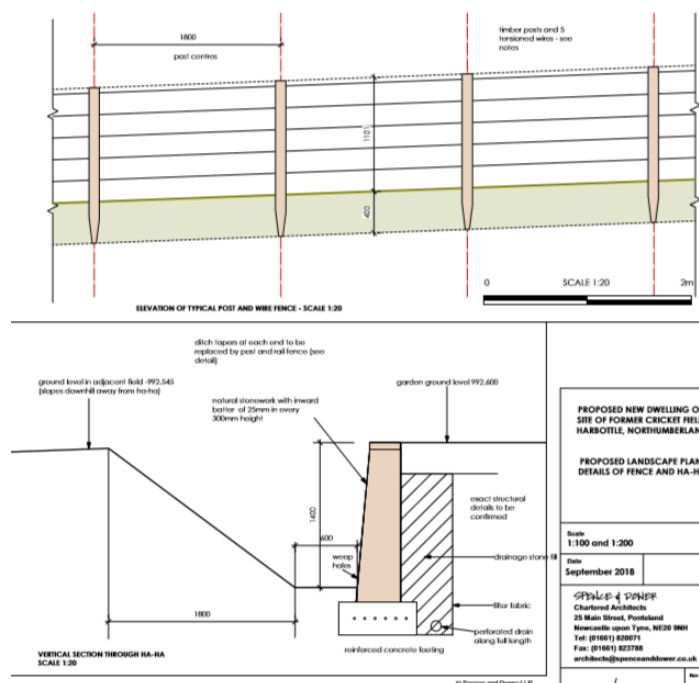 1800
post centres
timber posts and 5
tensioned wires - see
notes
1101
400
0 SCALE 1:20 2m
ELEVATION OF TYPICAL POST AND WIRE FENCE - SCALE 1:20
ditch tapers at each end to be
replaced by post and rail fence (see
detail)
ground level in adjacent field -992.545
(slopes downhill away from ha-ha)
natural stonework with inward
batter of 25mm in every
300mm height
garden ground level 992.600
1400
600
weep
holes
exact structural
details to be
confirmed
drainage stone fill
filter fabric
perforated drain
along full length
1800
reinforced concrete footing
VERTICAL SECTION THROUGH HA-HA
SCALE 1:20
© Spence and Dower LLP
PROPOSED NEW DWELLING O
SITE OF FORMER CRICKET FIEL
HARBOTTLE, NORTHUMBERLAN
PROPOSED LANDSCAPE PLAN
DETAILS OF FENCE AND HA-H
Scale
1:100 and 1:200
Date
September 2018
SPENCE & DOWER
Chartered Architects
25 Main Street, Ponteland
Newcastle upon Tyne, NE20 9NH
Tel: (01661) 820071
Fax: (01661) 823788
architects@spenceanddower.co.uk